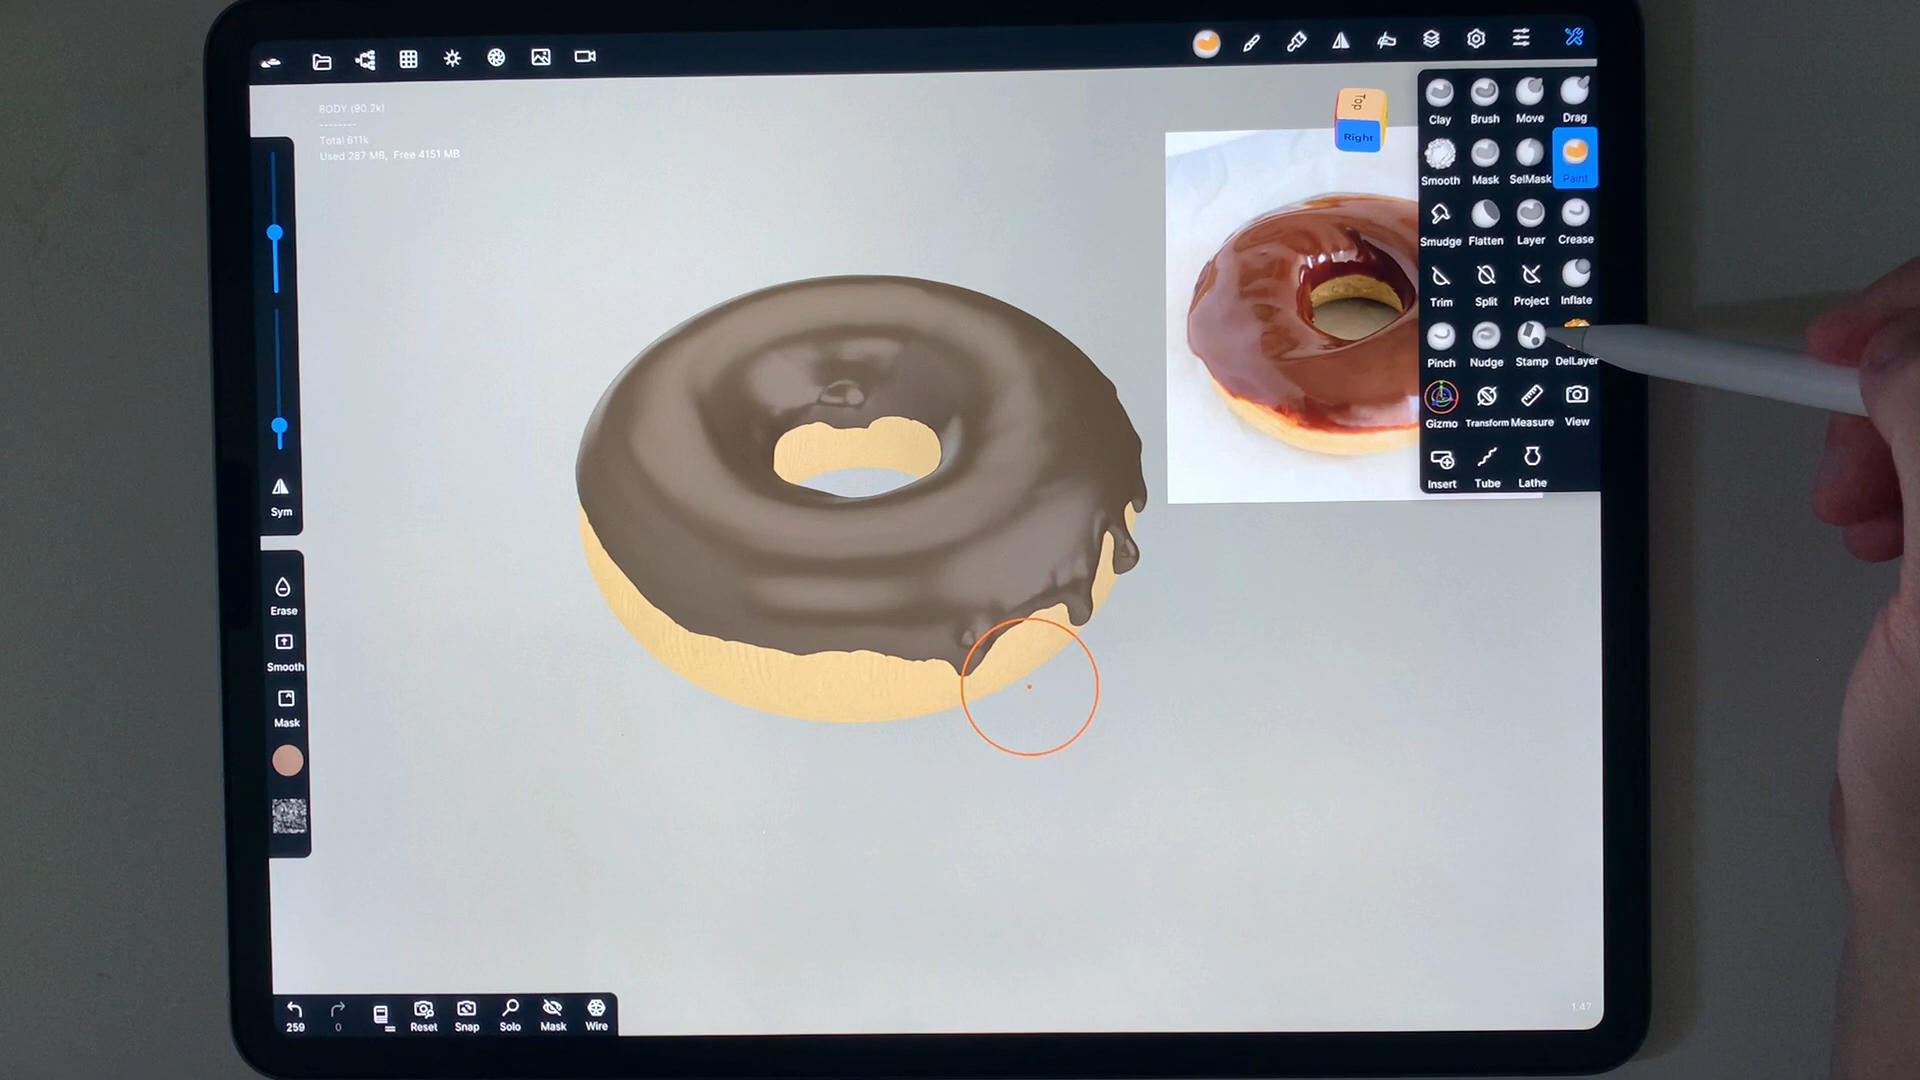 BODY (90.2k)
--------
Total 611k
Used 287 MB, Free 4151 MB
Top
Right
Clay Brush Move Drag
Smooth Mask SelMask Paint
Smudge Flatten Layer Crease
Trim Split Project Inflate
Pinch Nudge Stamp DelLayer
Gizmo Transform Measure View
Insert Tube Lathe
Sym
Erase
Smooth
Mask
259 0 Reset Snap Solo Mask Wire
1.47